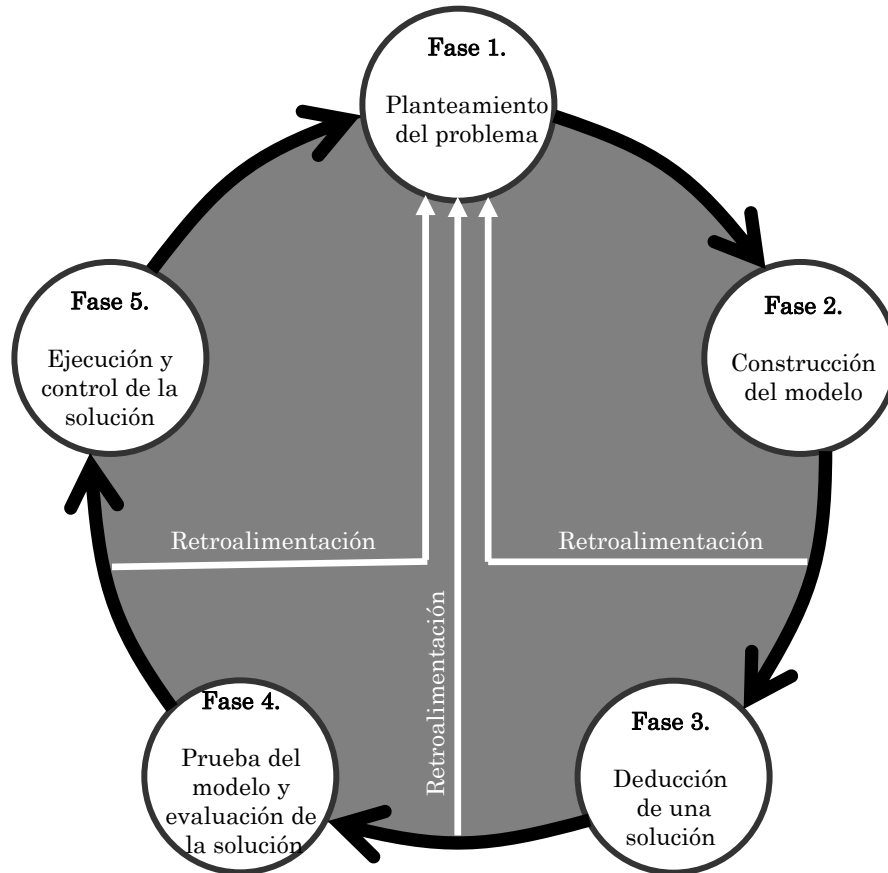 Fase 1.
Planteamiento
del problema
Fase 2.
Construcción
del modelo
Fase 3.
Deducción
de una
solución
Fase 4.
Prueba del
modelo y
evaluación de
la solución
Fase 5.
Ejecución y
control de la
solución
Retroalimentación
Retroalimentación
Retroalimentación